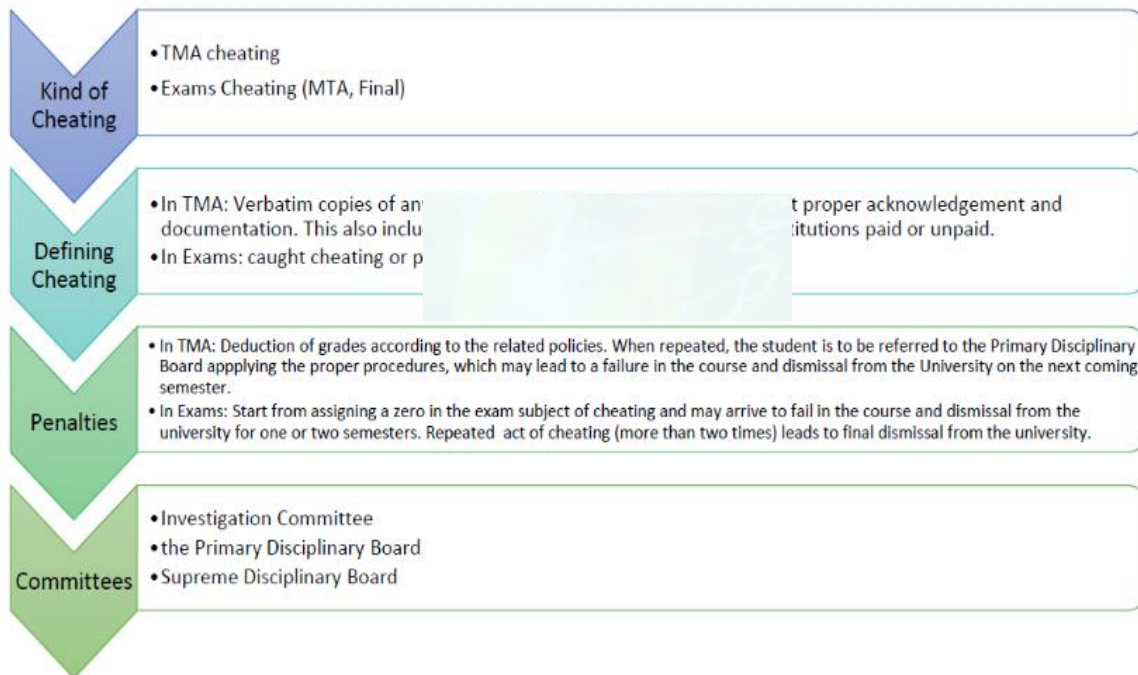 Kind of
Cheating
•TMA cheating
•Exams Cheating (MTA, Final)
Defining
Cheating
•In TMA: Verbatim copies of t proper acknowledgement and
documentation. This also titutions paid or unpaid.
•In Exams: caught cheating or
Penalties
• In TMA: Deduction of grades according to the related policies. When repeated, the student is to be referred to the Primary Disciplinary
Board appplying the proper procedures, which may lead to a failure in the course and dismissal from the University on the next coming
semester.
• In Exams: Start from assigning a zero in the exam subject of cheating and may arrive to fail in the course and dismissal from the
university for one or two semesters. Repeated act of cheating (more than two times) leads to final dismissal from the university.
Committees
•Investigation Committee
•the Primary Disciplinary Board
•Supreme Disciplinary Board